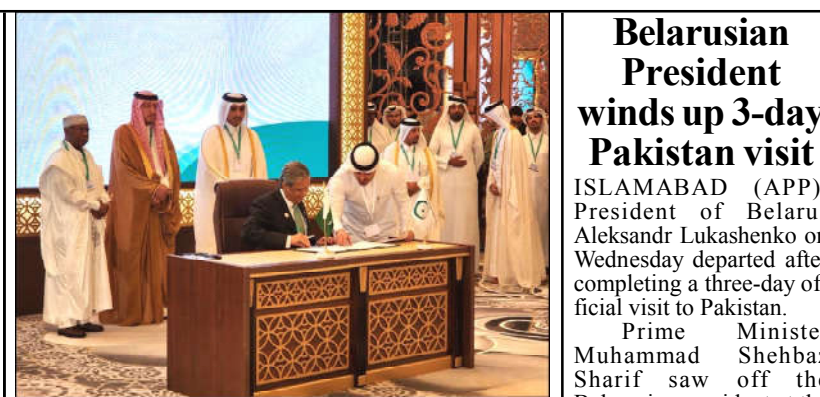 Belarusian
President
winds up 3-day
Pakistan visit
ISLAMABAD (APP)
President of Belaru
Aleksandr Lukashenko on
Wednesday departed afte
completing a three-day of
ficial visit to Pakistan.
Prime Ministe
Muhammad Shehbaz
Sharif saw off the